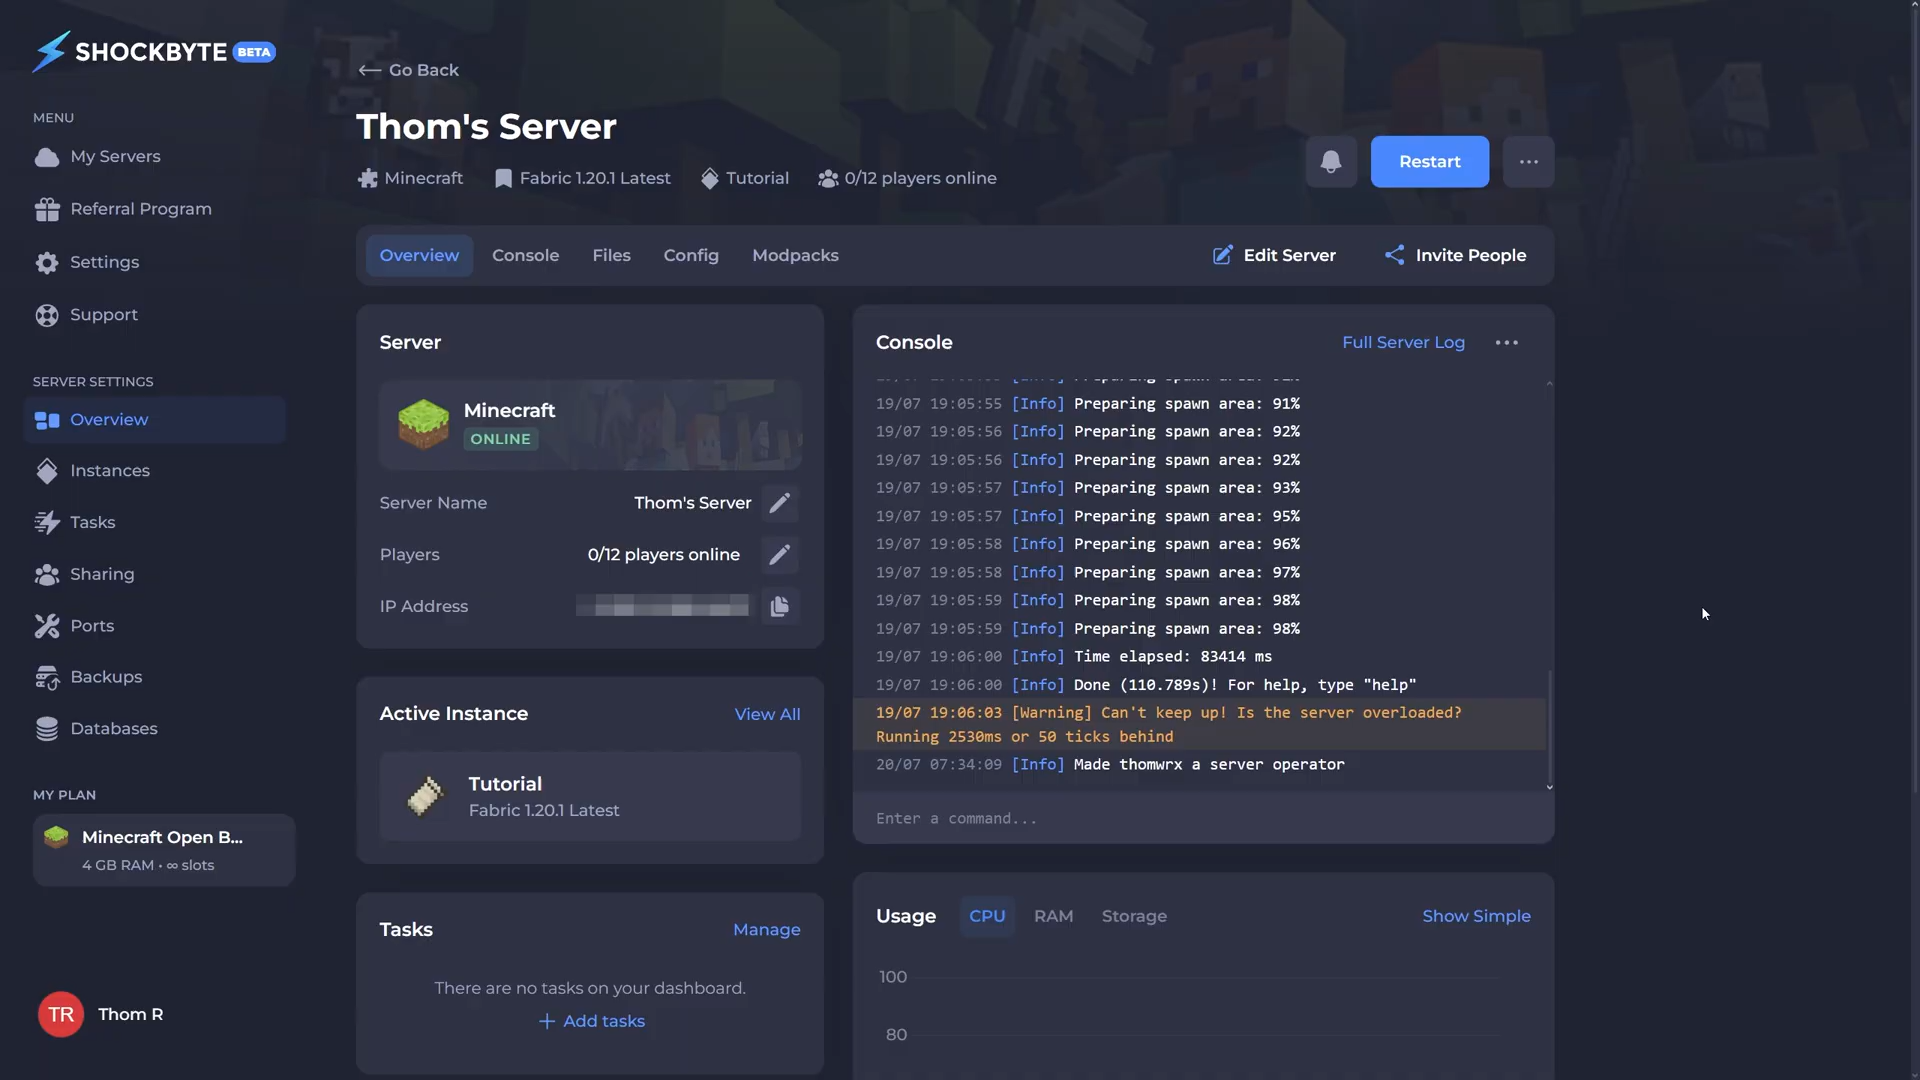 SHOCKBYTE BETA
MENU
My Servers
Referral Program
Settings
Support
SERVER SETTINGS
Overview
Instances
Tasks
Sharing
Ports
Backups
Databases
MY PLAN
Minecraft Open B...
4 GB RAM • ∞ slots
TR Thom R
Go Back
Thom's Server
Minecraft Fabric 1.20.1 Latest Tutorial 0/12 players online
Restart
Overview Console Files Config Modpacks Edit Server Invite People
Server
Minecraft
ONLINE
Server Name Thom's Server
Players 0/12 players online
IP Address
Active Instance View All
Tutorial
Fabric 1.20.1 Latest
Tasks Manage
There are no tasks on your dashboard.
Add tasks
Console Full Server Log
19/07 19:05:55 [Info] Preparing spawn area: 91%
19/07 19:05:56 [Info] Preparing spawn area: 92%
19/07 19:05:56 [Info] Preparing spawn area: 92%
19/07 19:05:57 [Info] Preparing spawn area: 93%
19/07 19:05:57 [Info] Preparing spawn area: 95%
19/07 19:05:58 [Info] Preparing spawn area: 96%
19/07 19:05:58 [Info] Preparing spawn area: 97%
19/07 19:05:59 [Info] Preparing spawn area: 98%
19/07 19:05:59 [Info] Preparing spawn area: 98%
19/07 19:06:00 [Info] Time elapsed: 83414 ms
19/07 19:06:00 [Info] Done (110.789s)! For help, type "help"
19/07 19:06:03 [Warning] Can't keep up! Is the server overloaded?
Running 2530ms or 50 ticks behind
20/07 07:34:09 [Info] Made thomwrx a server operator
Enter a command...
Usage CPU RAM Storage Show Simple
100
80